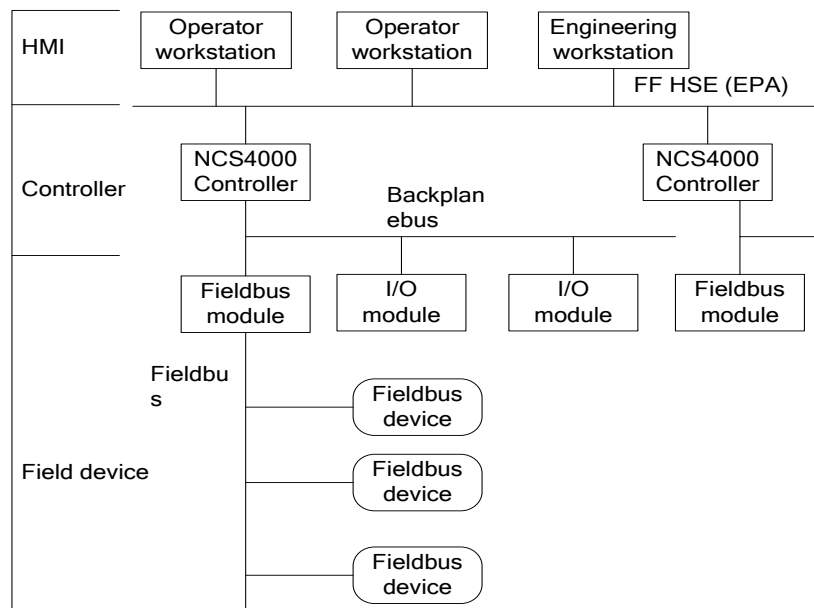 HMI
Operator
workstation
Operator
workstation
Engineering
workstation
FF HSE (EPA)
Controller
NCS4000
Controller
NCS4000
Controller
Backplan
ebus
Fieldbus
module
I/O
module
I/O
module
Fieldbus
module
Fieldbu
s
Field device
Fieldbus
device
Fieldbus
device
Fieldbus
device